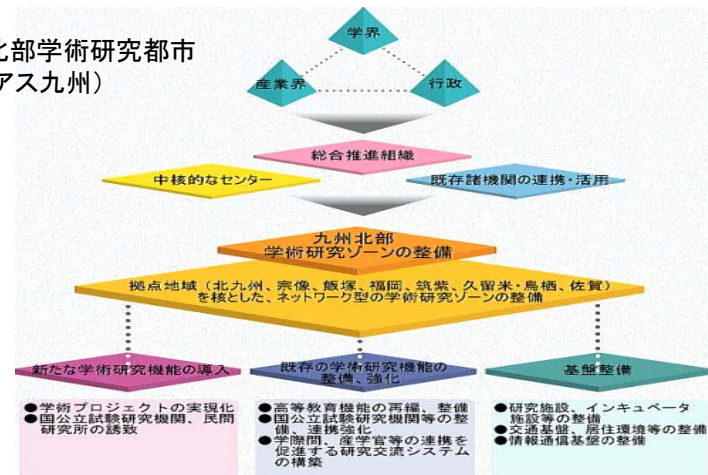 北部学術研究都市
アス九州）
学界
産業界
行政
総合推進組織
中核的なセンター
既存諸機関の連携・活用
九州北部
学術研究ゾーンの整備
拠点地域（北九州、宗像、飯塚、福岡、筑紫、久留米・鳥栖、佐賀）
を核とした、ネットワーク型の学術研究ゾーンの整備
新たな学術研究機能の導入
既存の学術研究機能の
整備、強化
基盤整備
●学術プロジェクトの実現化
●国公立試験研究機関、民間
研究所の誘致
●高等教育機能の再編、整備
●国公立試験研究機関等の整
備、連携強化
●学際間、産学官等の連携を
促進する研究交流システム
の構築
●研究施設、インキュベータ
施設等の整備
●交通基盤、居住環境等の整備
●情報通信基盤の整備